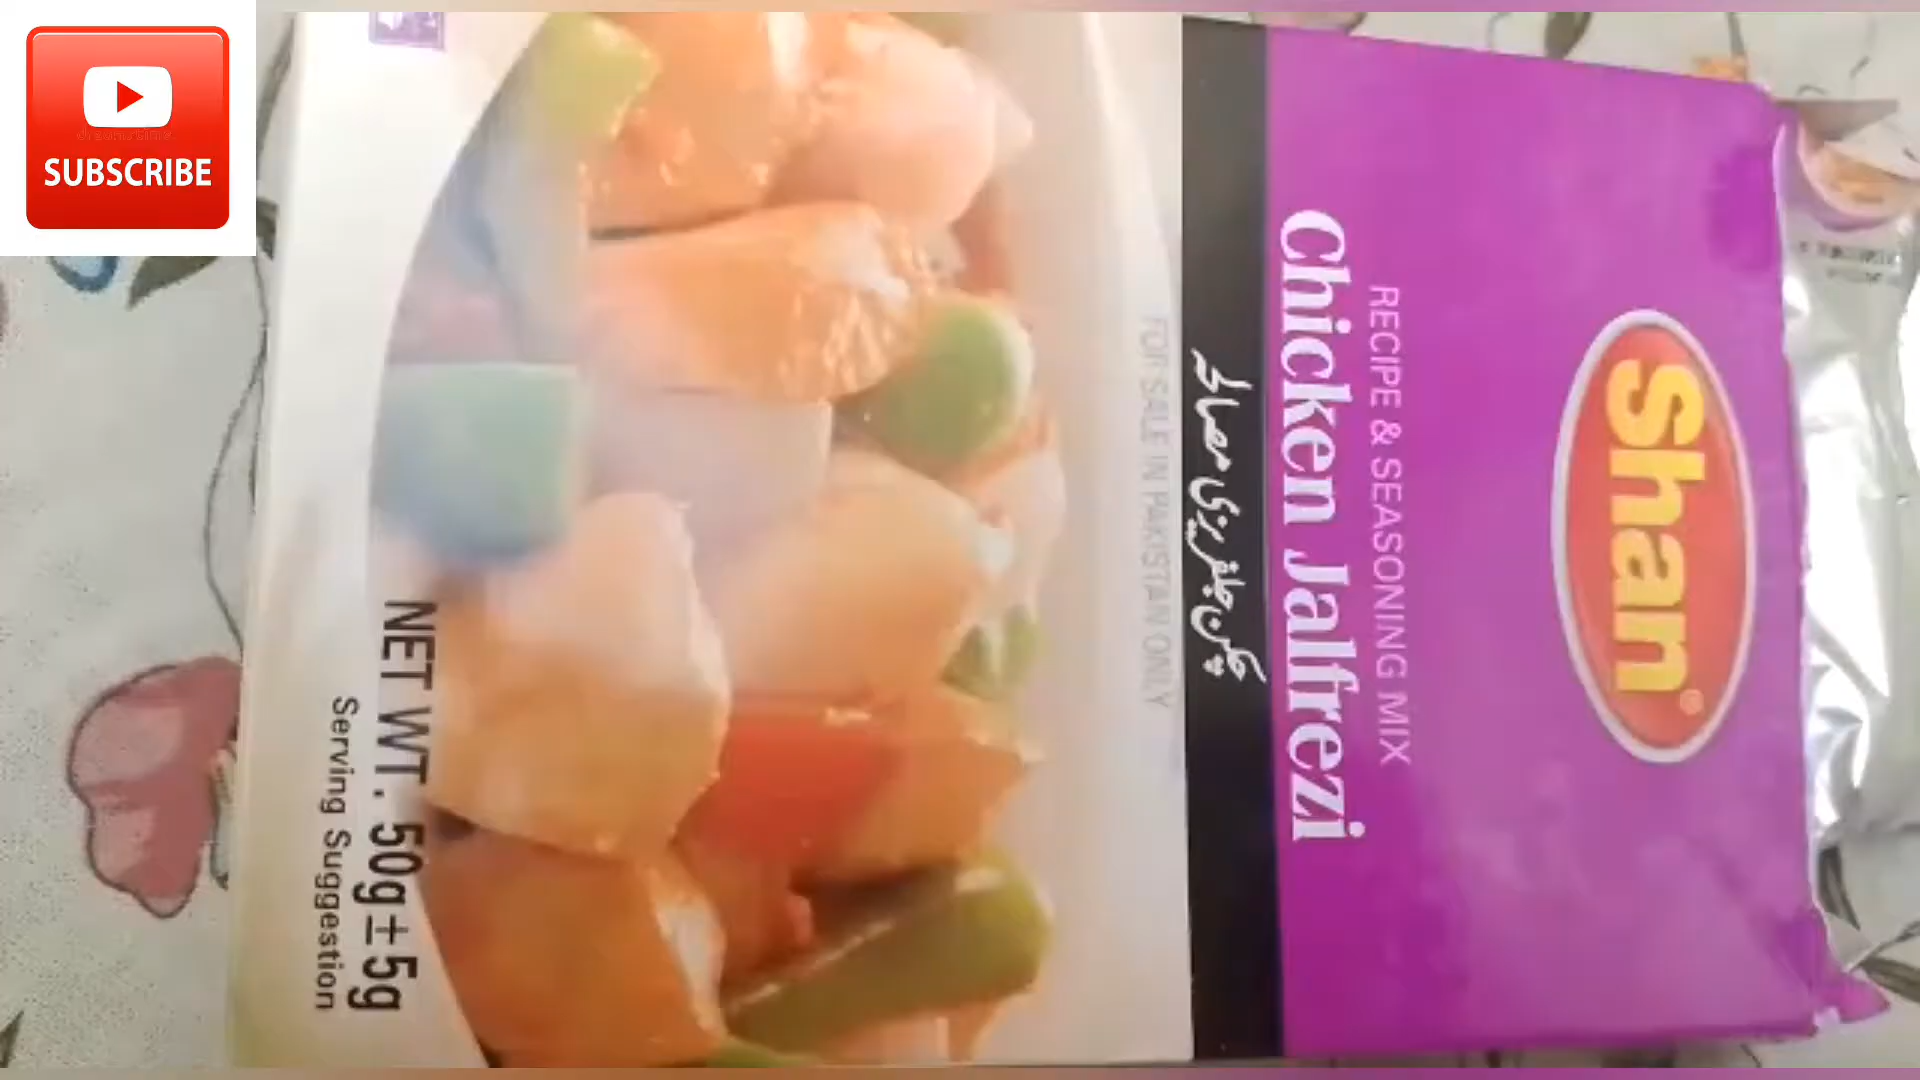 SUBSCRIBE
Shan®
RECIPE & SEASONING MIX
Chicken Jalfrezi
چکن جلفریزی مصالحہ
FOR SALE IN PAKISTAN ONLY
NET WT. 50g±5g
Serving Suggestion